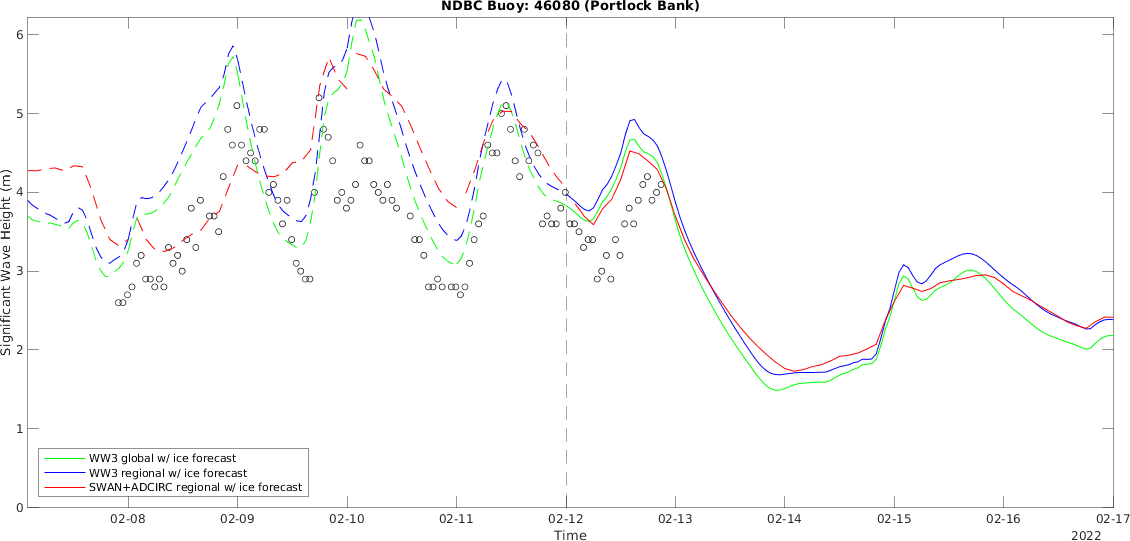 NDBC Buoy: 46080 (Portlock Bank)
Significant Wave Height (m)
6
5
4
3
2
1
0
WW3 global w/ ice forecast
WW3 regional w/ ice forecast
SWAN+ADCIRC regional w/ ice forecast
02-08 02-09 02-10 02-11 02-12 02-13 02-14 02-15 02-16 02-17
Time
2022